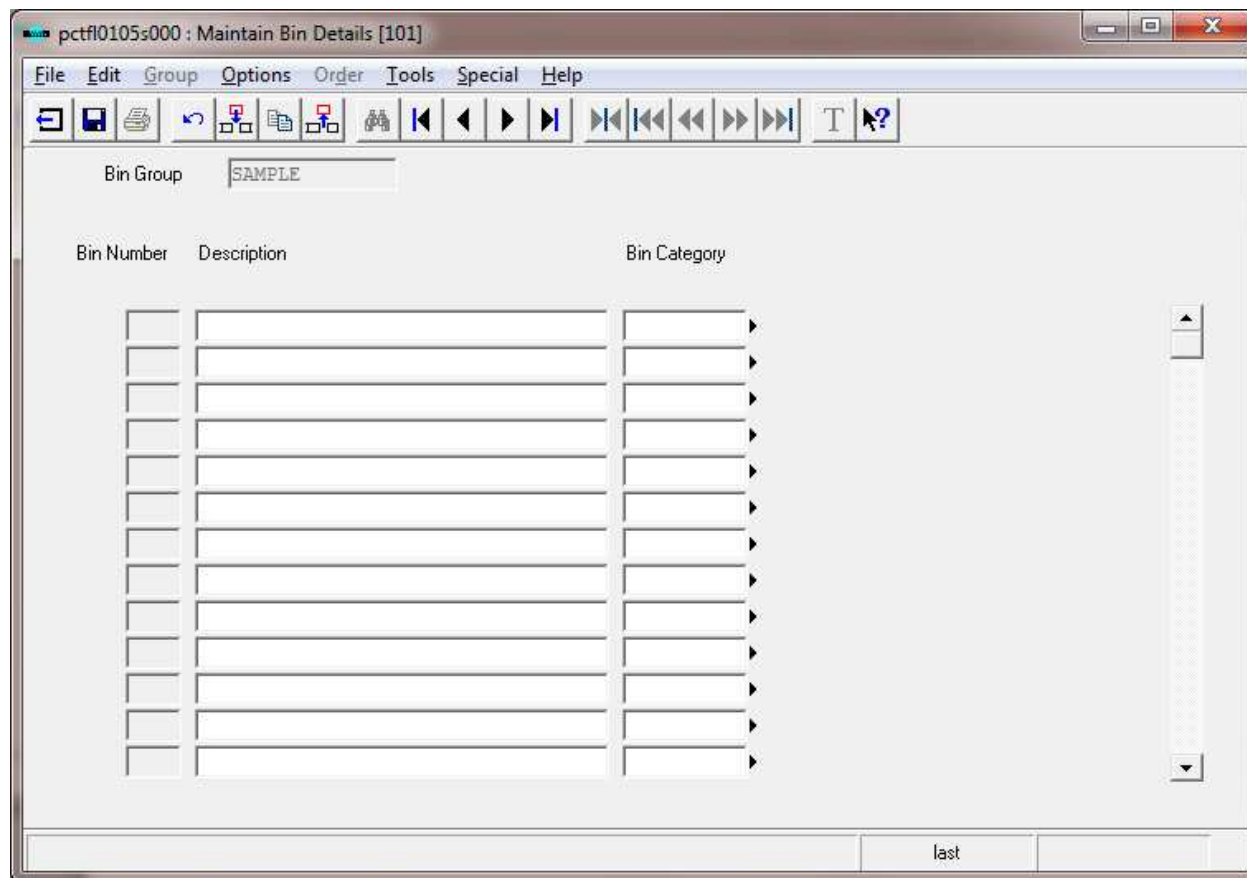 pctfl0105s000 : Maintain Bin Details [101]
File Edit Group Options Order Tools Special Help
T ?
Bin Group SAMPLE
Bin Number Description Bin Category
last